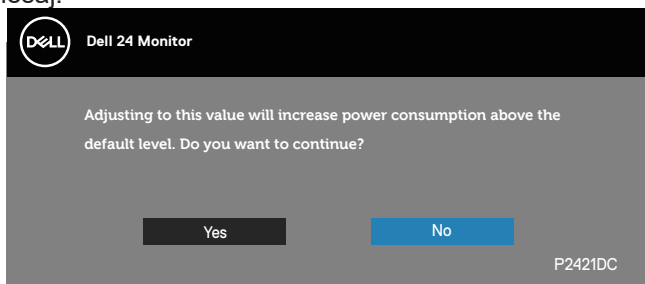 mesaj:
DELL
Dell 24 Monitor
Adjusting to this value will increase power consumption above the
default level. Do you want to continue?
Yes No
P2421DC